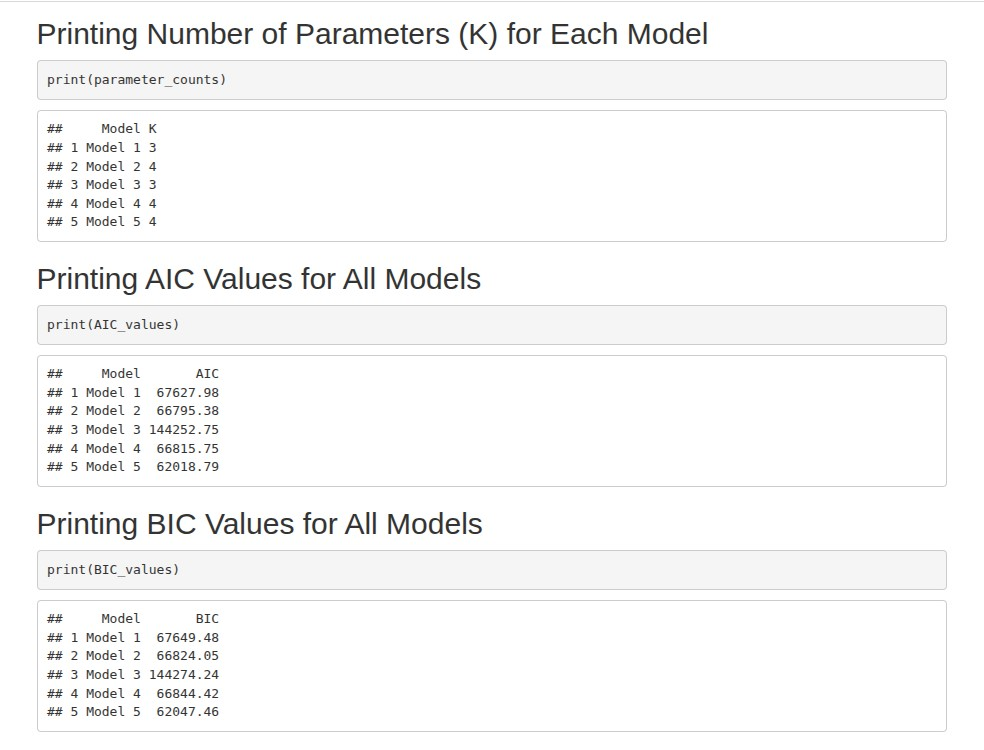 Printing Number of Parameters (K) for Each Model
print(parameter_counts)
##     Model K
## 1 Model 1 3
## 2 Model 2 4
## 3 Model 3 3
## 4 Model 4 4
## 5 Model 5 4
Printing AIC Values for All Models
print(AIC_values)
##     Model       AIC
## 1 Model 1  67627.98
## 2 Model 2  66795.38
## 3 Model 3 144252.75
## 4 Model 4  66815.75
## 5 Model 5  62018.79
Printing BIC Values for All Models
print(BIC_values)
##     Model       BIC
## 1 Model 1  67649.48
## 2 Model 2  66824.05
## 3 Model 3 144274.24
## 4 Model 4  66844.42
## 5 Model 5  62047.46